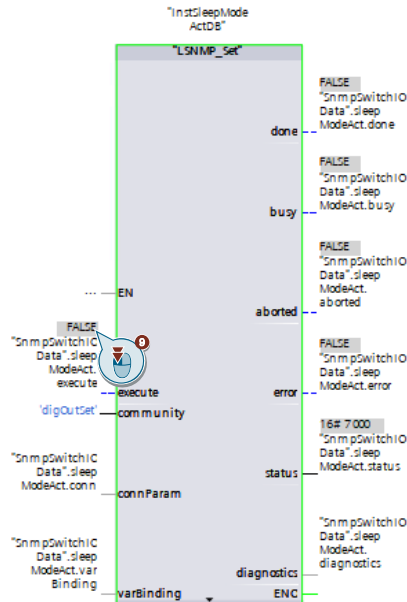 "InstSleepMode
ActDB"
"LSNMP_Set"
FALSE
"SnmpSwitchIO
Data".sleep
ModeAct.done
done
FALSE
"SnmpSwitchIO
Data".sleep
ModeAct.busy
busy
FALSE
"SnmpSwitchIO
Data".sleep
ModeAct.
aborted
aborted
... EN
FALSE
"SnmpSwitchIC
Data".sleep
ModeAct.
execute
9
execute
FALSE
"SnmpSwitchIO
Data".sleep
ModeAct.error
error
'digOutSet'
community
16# 7000
"SnmpSwitchIO
Data".sleep
ModeAct.status
status
"SnmpSwitchIC
Data".sleep
ModeAct.conn
connParam
"SnmpSwitchIO
Data".sleep
ModeAct.
diagnostics
diagnostics
"SnmpSwitchIC
Data".sleep
ModeAct.var
Binding
varBinding
ENO